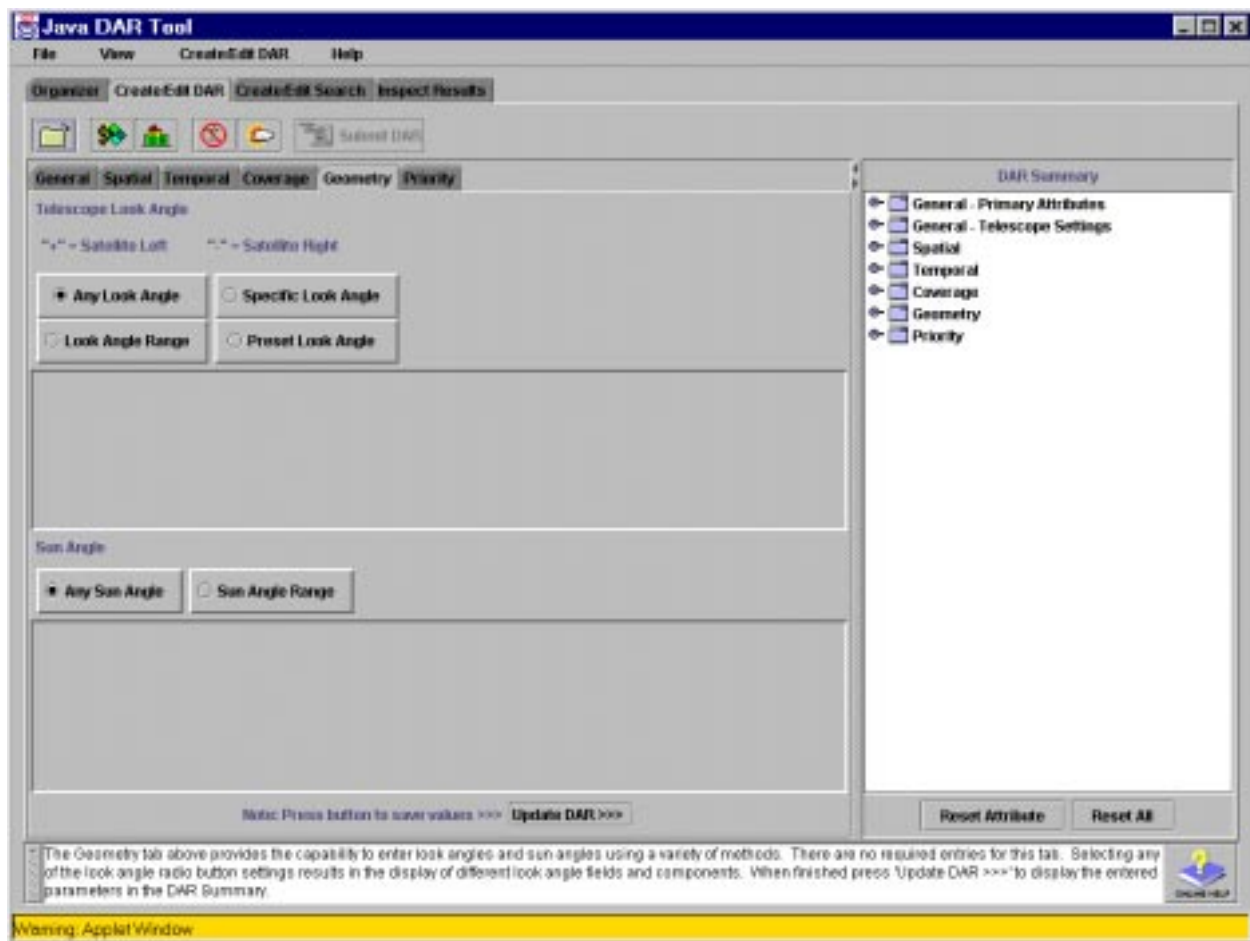 Java DAR Tool
File View Create/Edit DAR Help
Organizer Create/Edit DAR Create/Edit Search Inspect Results
Submit DAR
General Spatial Temporal Coverage Geometry Priority
Telescope Look Angle
"+" = Satellite Left "-" = Satellite Right
Any Look Angle Specific Look Angle
Look Angle Range Preset Look Angle
Sun Angle
Any Sun Angle Sun Angle Range
Note: Press button to save values >>> Update DAR >>>
DAR Summary
General - Primary Attributes
General - Telescope Settings
Spatial
Temporal
Coverage
Geometry
Priority
Reset Attribute Reset All
The Geometry tab above provides the capability to enter look angles and sun angles using a variety of methods. There are no required entries for this tab. Selecting any
of the look angle radio button settings results in the display of different look angle fields and components. When finished press 'Update DAR >>>' to display the entered
parameters in the DAR Summary.
ONLINE HELP
Warning: Applet Window